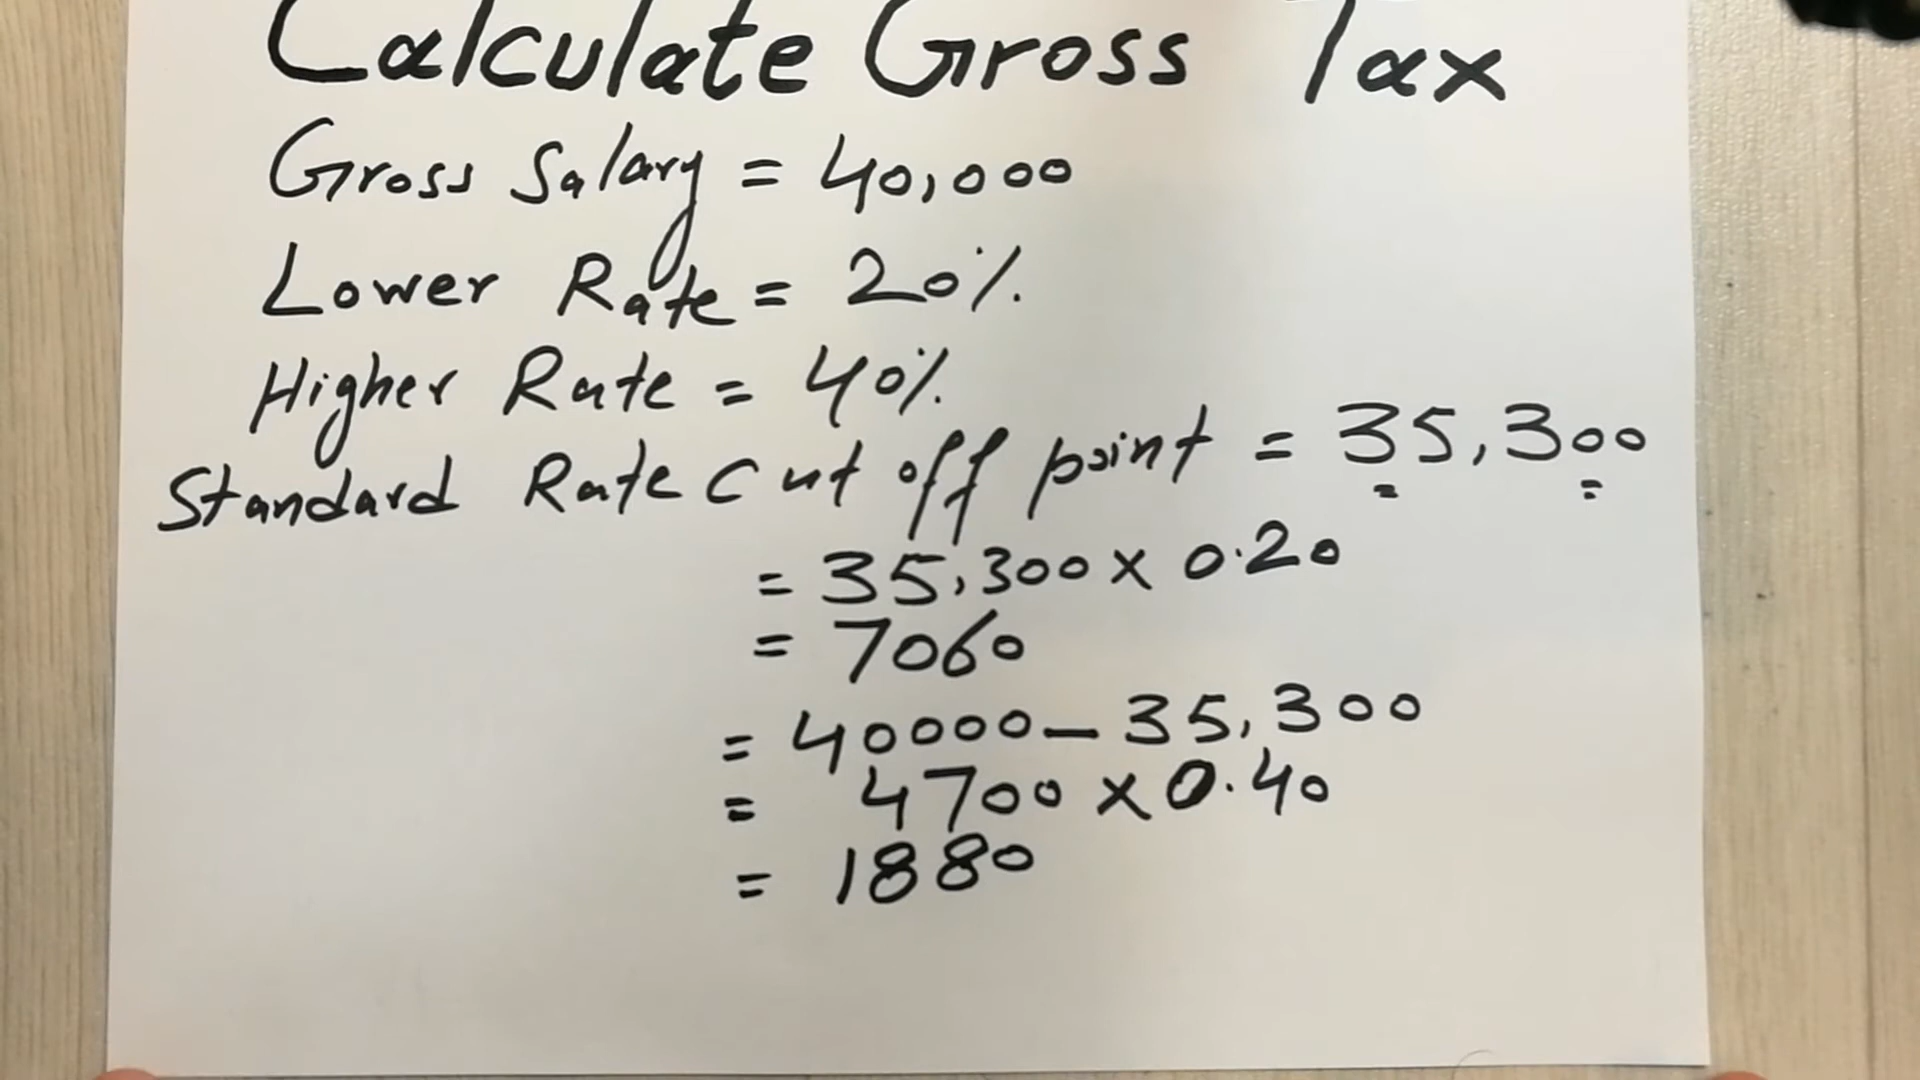 Calculate Gross Tax
Gross Salary = 40,000
Lower Rate = 20%.
Higher Rate = 40%.
Standard Rate cut off point = 35,300
= 35,300 x 0.20
= 7060
= 40000 - 35,300
= 4700 x 0.40
= 1880